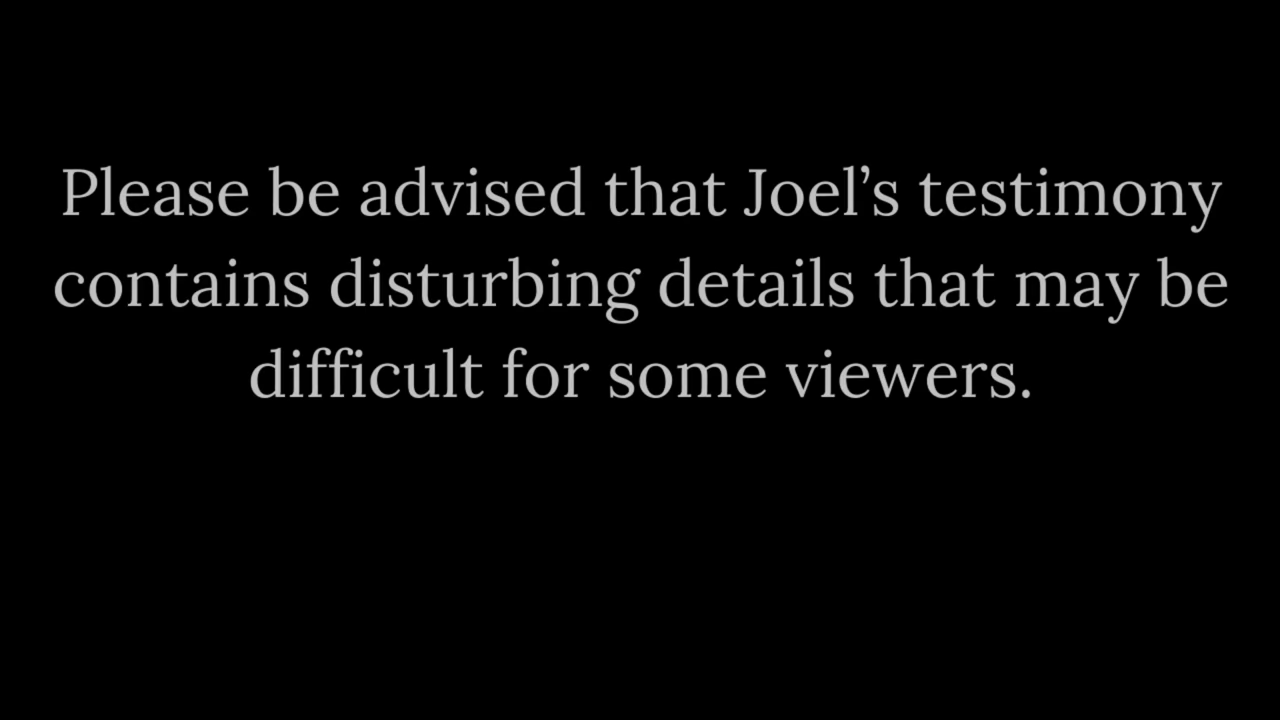 Please be advised that Joel’s testimony
contains disturbing details that may be
difficult for some viewers.